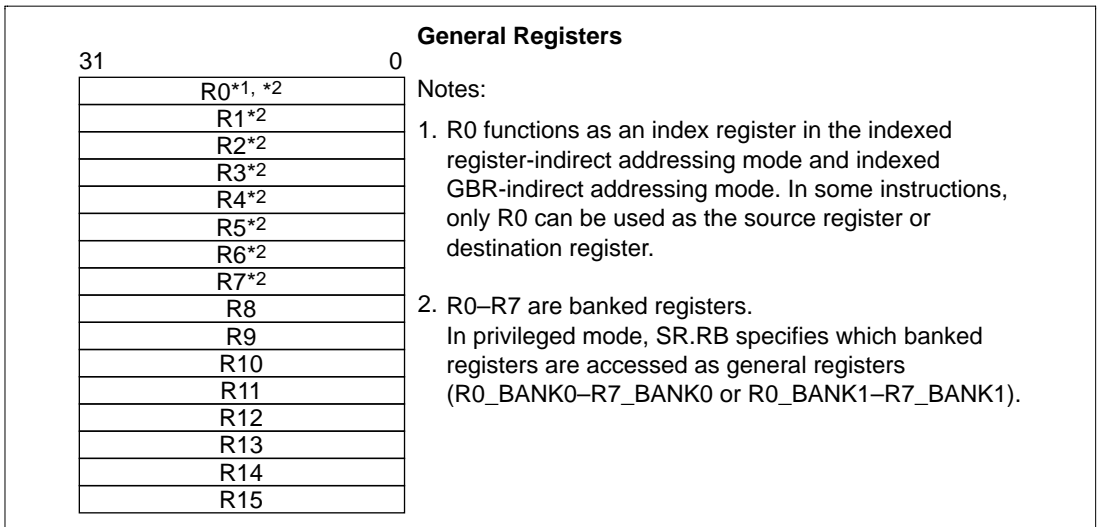 General Registers
31 0
R0*1, *2
R1*2
R2*2
R3*2
R4*2
R5*2
R6*2
R7*2
R8
R9
R10
R11
R12
R13
R14
R15
Notes:
1. R0 functions as an index register in the indexed
register-indirect addressing mode and indexed
GBR-indirect addressing mode. In some instructions,
only R0 can be used as the source register or
destination register.
2. R0–R7 are banked registers.
In privileged mode, SR.RB specifies which banked
registers are accessed as general registers
(R0_BANK0–R7_BANK0 or R0_BANK1–R7_BANK1).